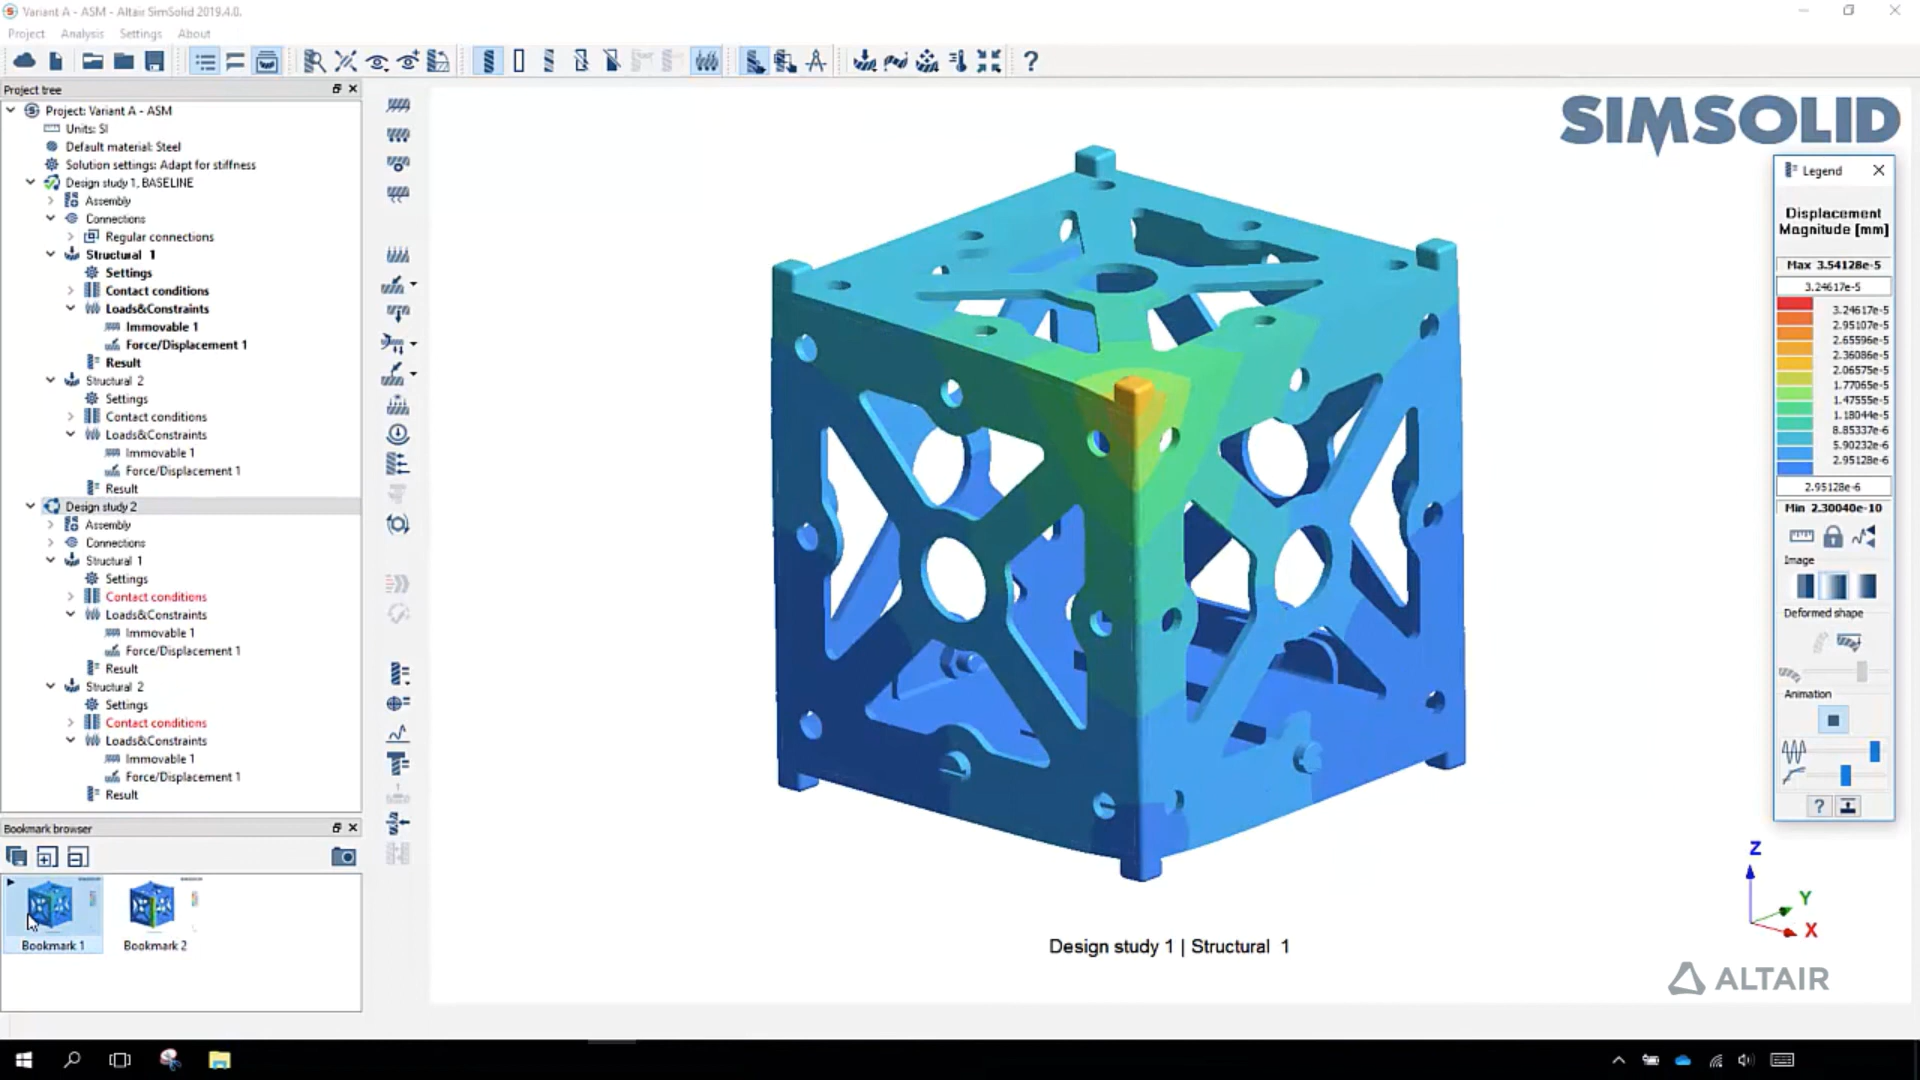 Variant A - ASM - Altair SimSolid 2019.4.0.
Project Analysis Settings About
?
Project tree
Project: Variant A - ASM
Units: SI
Default material: Steel
Solution settings: Adapt for stiffness
Design study 1, BASELINE
Assembly
Connections
Regular connections
Structural 1
Settings
Contact conditions
Loads&Constraints
Immovable 1
Force/Displacement 1
Result
Structural 2
Settings
Contact conditions
Loads&Constraints
Immovable 1
Force/Displacement 1
Result
Design study 2
Assembly
Connections
Structural 1
Settings
Contact conditions
Loads&Constraints
Immovable 1
Force/Displacement 1
Result
Structural 2
Settings
Contact conditions
Loads&Constraints
Immovable 1
Force/Displacement 1
Result
Bookmark browser
Bookmark 1 Bookmark 2
SIMSOLID
Legend
Displacement
Magnitude [mm]
Max 3.54128e-5
3.24617e-5
3.24617e-5
2.95107e-5
2.65596e-5
2.36086e-5
2.06575e-5
1.77065e-5
1.47555e-5
1.18044e-5
8.85337e-6
5.90232e-6
2.95128e-6
2.95128e-6
Min 2.30040e-10
Image
Deformed shape
Animation
?
Z
Y
X
Design study 1 | Structural 1
ALTAIR